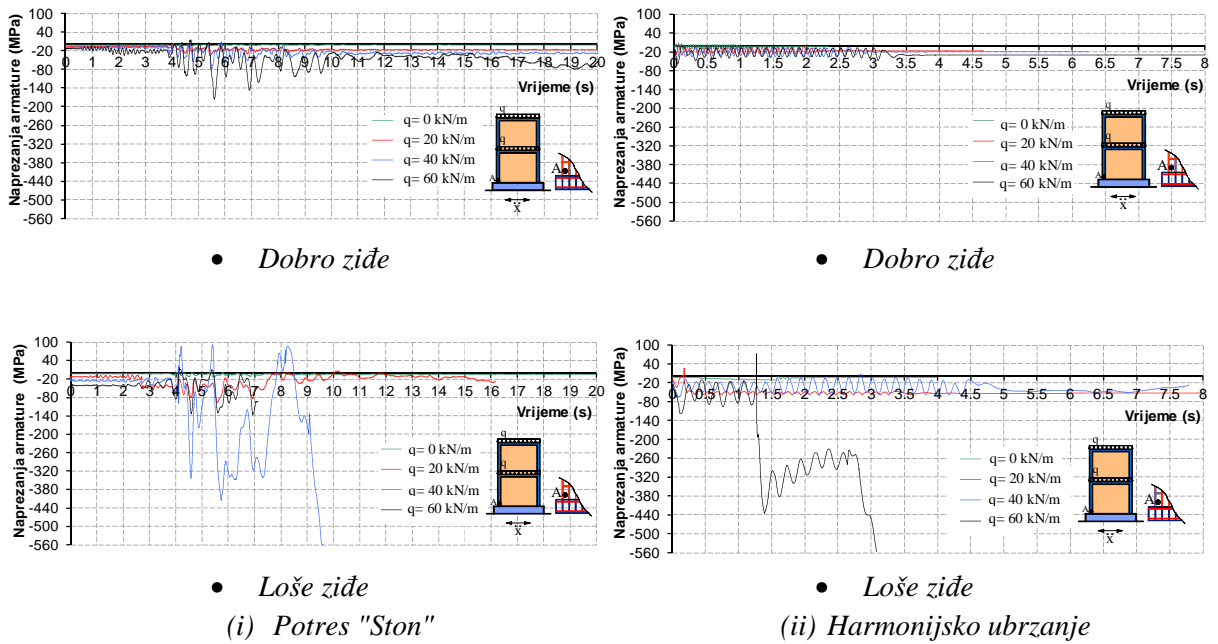 Naprezanja armature (MPa)
100
40
-20
-80
-140
-200
-260
-320
-380
-440
-500
-560
0 1 2 3 4 5 6 7 8 9 10 11 12 13 14 15 16 17 18 19 20
Vrijeme (s)
q= 0 kN/m
q= 20 kN/m
q= 40 kN/m
q= 60 kN/m
q
q
A
A
ẍ
• Dobro ziđe
Naprezanja armature (MPa)
100
40
-20
-80
-140
-200
-260
-320
-380
-440
-500
-560
0 0.5 1 1.5 2 2.5 3 3.5 4 4.5 5 5.5 6 6.5 7 7.5 8
Vrijeme (s)
q= 0 kN/m
q= 20 kN/m
q= 40 kN/m
q= 60 kN/m
q
q
A
A
ẍ
• Dobro ziđe
Naprezanja armature (MPa)
100
40
-20
-80
-140
-200
-260
-320
-380
-440
-500
-560
0 1 2 3 4 5 6 7 8 9 10 11 12 13 14 15 16 17 18 19 20
Vrijeme (s)
q= 0 kN/m
q= 20 kN/m
q= 40 kN/m
q= 60 kN/m
q
q
A
A
ẍ
• Loše ziđe
(i) Potres "Ston"
Naprezanja armature (MPa)
100
40
-20
-80
-140
-200
-260
-320
-380
-440
-500
-560
0 0.5 1 1.5 2 2.5 3 3.5 4 4.5 5 5.5 6 6.5 7 7.5 8
Vrijeme (s)
q= 0 kN/m
q= 20 kN/m
q= 40 kN/m
q= 60 kN/m
q
q
A
A
ẍ
• Loše ziđe
(ii) Harmonijsko ubrzanje